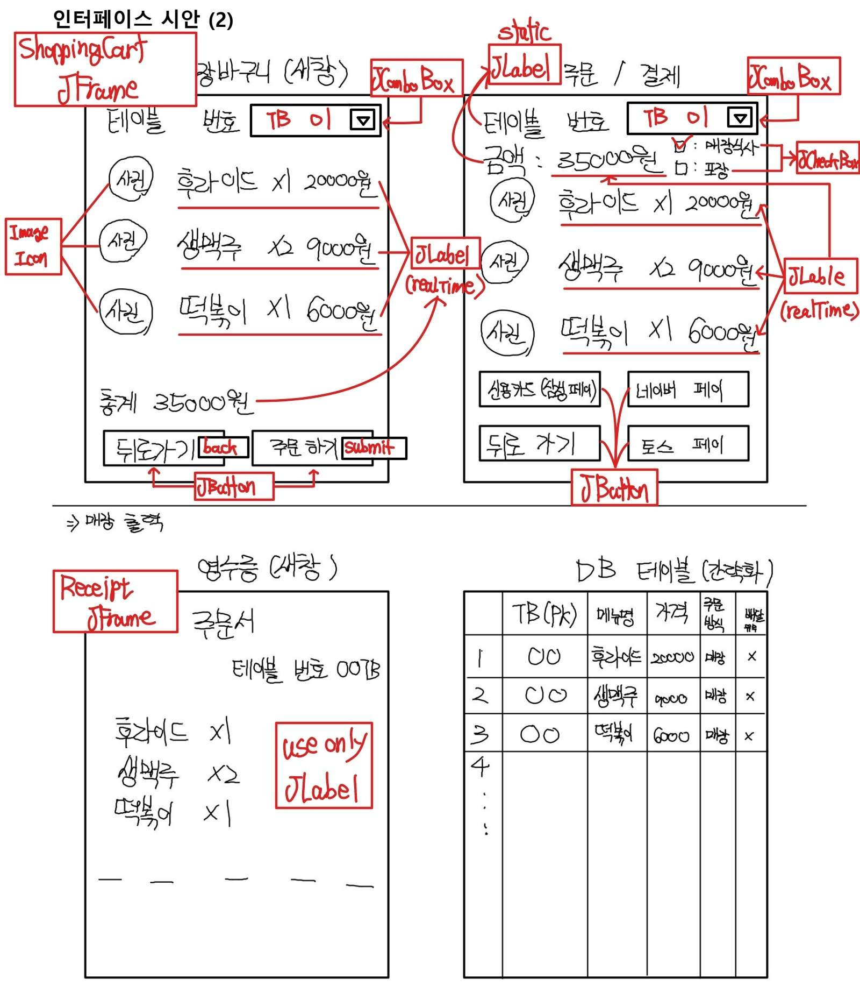 인터페이스 시안 (2)
ShoppingCart
JFrame
장바구니 (새창)
JComboBox
테이블 번호 TB 01
사진 후라이드 x1 20000원
사진 생맥주 x2 9000원
사진 떡볶이 x1 6000원
Image
Icon
JLabel
(realTime)
총계 35000원
뒤로가기 back
주문 하기 submit
JButton
static
JLabel
주문 / 결제
JComboBox
테이블 번호 TB 01
금액 : 35000원
: 매장식사
: 포장
JCheckBox
사진 후라이드 x1 20000원
사진 생맥주 x2 9000원
사진 떡볶이 x1 6000원
JLable
(realTime)
신용카드 (삼성페이) 네이버 페이
뒤로 가기 토스 페이
JButton
=> 매장 출력
영수증 (새창)
Receipt
JFrame
주문서
테이블 번호 00TB
후라이드 x1
생맥주 x2
떡볶이 x1
use only
JLabel
DB 테이블 (간략화)
TB (PK) 메뉴명 가격 주문방식 배달
1 00 후라이드 20000 매장 x
2 00 생맥주 9000 매장 x
3 00 떡볶이 6000 매장 x
4